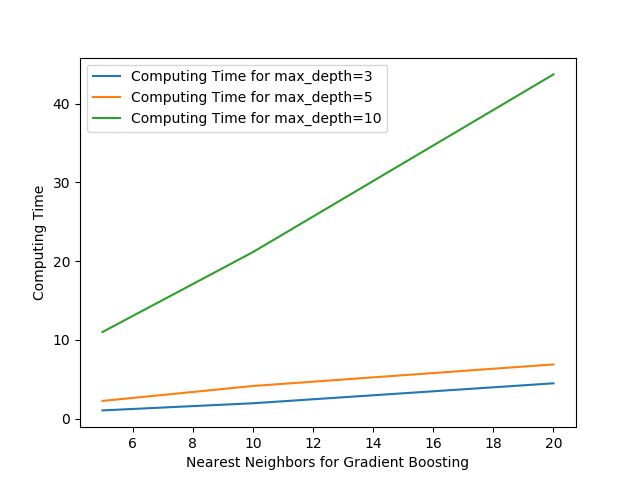 Computing Time for max_depth=3
Computing Time for max_depth=5
Computing Time for max_depth=10
40
30
20
10
0
Computing Time
6 8 10 12 14 16 18 20
Nearest Neighbors for Gradient Boosting